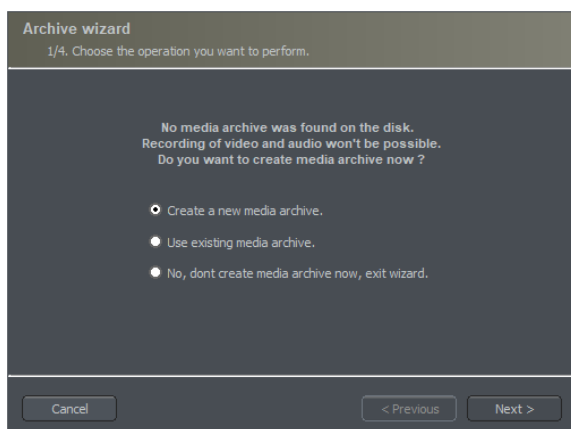 Archive wizard
1/4. Choose the operation you want to perform.
No media archive was found on the disk.
Recording of video and audio won't be possible.
Do you want to create media archive now ?
Create a new media archive.
Use existing media archive.
No, dont create media archive now, exit wizard.
Cancel
< Previous
Next >